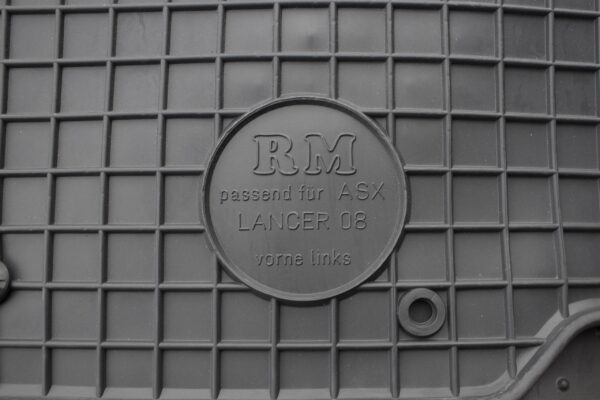 RM
passend für ASX
LANCER 08
vorne links